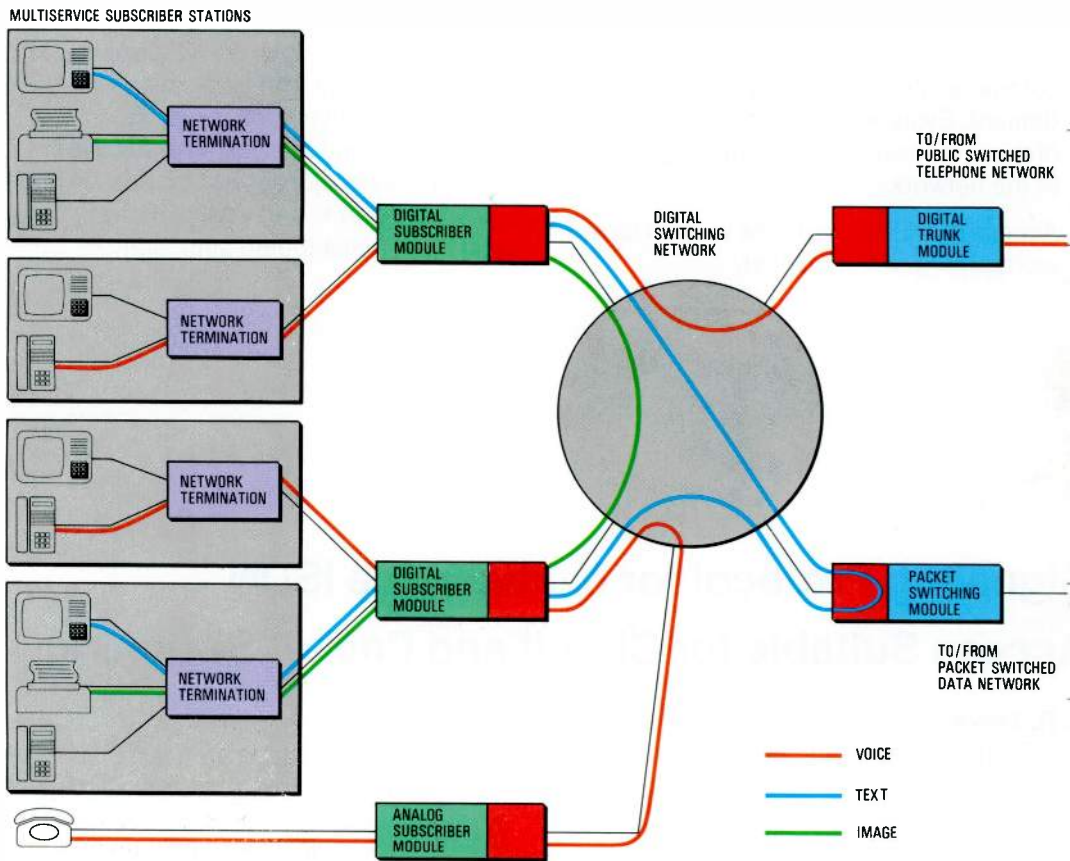 MULTISERVICE SUBSCRIBER STATIONS
NETWORK
TERMINATION
NETWORK
TERMINATION
NETWORK
TERMINATION
NETWORK
TERMINATION
DIGITAL
SUBSCRIBER
MODULE
DIGITAL
SUBSCRIBER
MODULE
ANALOG
SUBSCRIBER
MODULE
DIGITAL
SWITCHING
NETWORK
TO/FROM
PUBLIC SWITCHED
TELEPHONE NETWORK
DIGITAL
TRUNK
MODULE
PACKET
SWITCHING
MODULE
TO/FROM
PACKET SWITCHED
DATA NETWORK
VOICE
TEXT
IMAGE